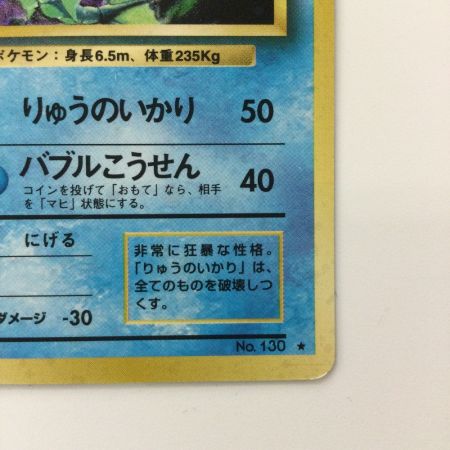 ポケモン：身長6.5m、体重235Kg
りゅうのいかり 50
バブルこうせん 40
コインを投げて「おもて」なら、相手
を「マヒ」状態にする。
にげる
非常に狂暴な性格。
「りゅうのいかり」は、
全てのものを破壊しつ
くす。
ダメージ -30
No. 130 ★